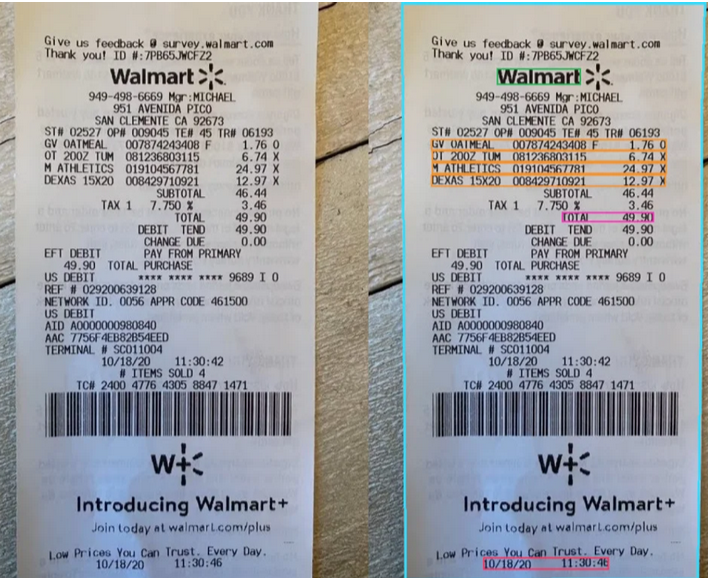 Give us feedback @ survey.walmart.com
Thank you! ID #:7PB65JWCFZ2
Walmart
949-498-6669 Mgr:MICHAEL
951 AVENIDA PICO
SAN CLEMENTE CA 92673
ST# 02527 OP# 009045 TE# 45 TR# 06193
GV OATMEAL 007874243408 F 1.76 O
OT 20OZ TUM 081236803115 6.74 X
M ATHLETICS 019104567781 24.97 X
DEXAS 15X20 008429710921 12.97 X
SUBTOTAL 46.44
TAX 1 7.750 % 3.46
TOTAL 49.90
DEBIT TEND 49.90
CHANGE DUE 0.00
EFT DEBIT PAY FROM PRIMARY
49.90 TOTAL PURCHASE
US DEBIT **** **** **** 9689 I 0
REF # 029200639128
NETWORK ID. 0056 APPR CODE 461500
US DEBIT
AID A0000000980840
AAC 7756F4EB82B54EED
TERMINAL # SC011004
10/18/20 11:30:42
# ITEMS SOLD 4
TC# 2400 4776 4305 8847 1471
W+
Introducing Walmart+
Join today at walmart.com/plus
Low Prices You Can Trust. Every Day.
10/18/20 11:30:46
Give us feedback @ survey.walmart.com
Thank you! ID #:7PB65JWCFZ2
Walmart
949-498-6669 Mgr:MICHAEL
951 AVENIDA PICO
SAN CLEMENTE CA 92673
ST# 02527 OP# 009045 TE# 45 TR# 06193
GV OATMEAL 007874243408 F 1.76 O
OT 20OZ TUM 081236803115 6.74 X
M ATHLETICS 019104567781 24.97 X
DEXAS 15X20 008429710921 12.97 X
SUBTOTAL 46.44
TAX 1 7.750 % 3.46
TOTAL 49.90
DEBIT TEND 49.90
CHANGE DUE 0.00
EFT DEBIT PAY FROM PRIMARY
49.90 TOTAL PURCHASE
US DEBIT **** **** **** 9689 I 0
REF # 029200639128
NETWORK ID. 0056 APPR CODE 461500
US DEBIT
AID A0000000980840
AAC 7756F4EB82B54EED
TERMINAL # SC011004
10/18/20 11:30:42
# ITEMS SOLD 4
TC# 2400 4776 4305 8847 1471
W+
Introducing Walmart+
Join today at walmart.com/plus
Low Prices You Can Trust. Every Day.
10/18/20 11:30:46